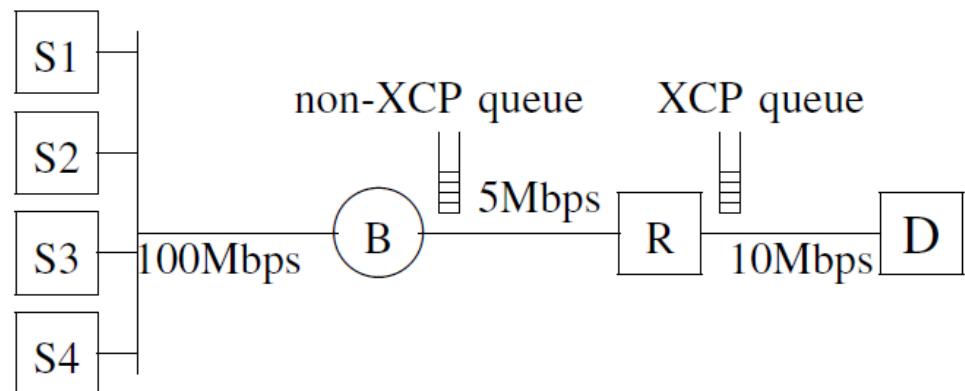 S1
S2
S3
S4
non-XCP queue
XCP queue
100Mbps
B
5Mbps
R
10Mbps
D